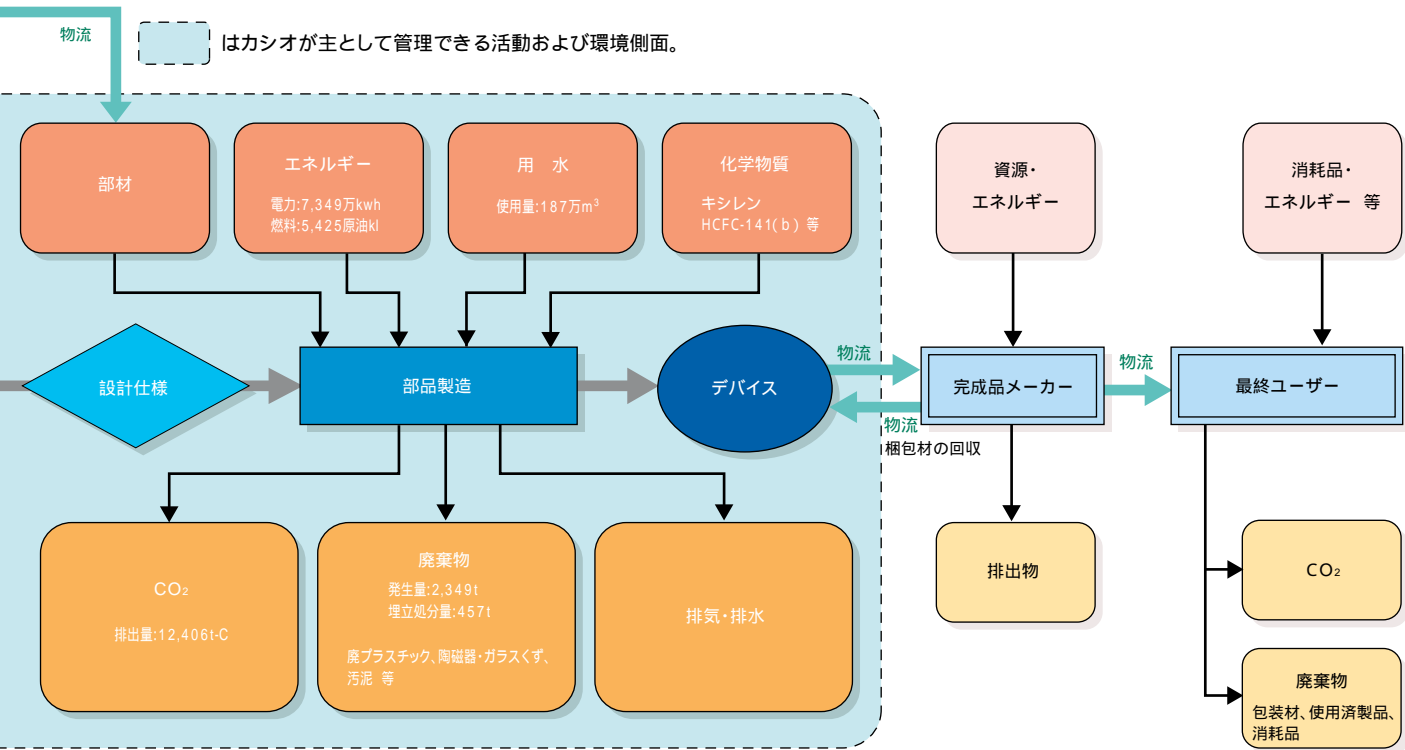 物流
はカシオが主として管理できる活動および環境側面。
部材
エネルギー
電力:7,349万kwh
燃料:5,425原油kl
用 水
使用量:187万m³
化学物質
キシレン
HCFC-141(b) 等
資源・
エネルギー
消耗品・
エネルギー 等
設計仕様
部品製造
デバイス
物流
物流
梱包材の回収
完成品メーカー
物流
最終ユーザー
CO₂
排出量:12,406t-C
廃棄物
発生量:2,349t
埋立処分量:457t
廃プラスチック、陶磁器・ガラスくず、
汚泥 等
排気・排水
排出物
CO₂
廃棄物
包装材、使用済製品、
消耗品